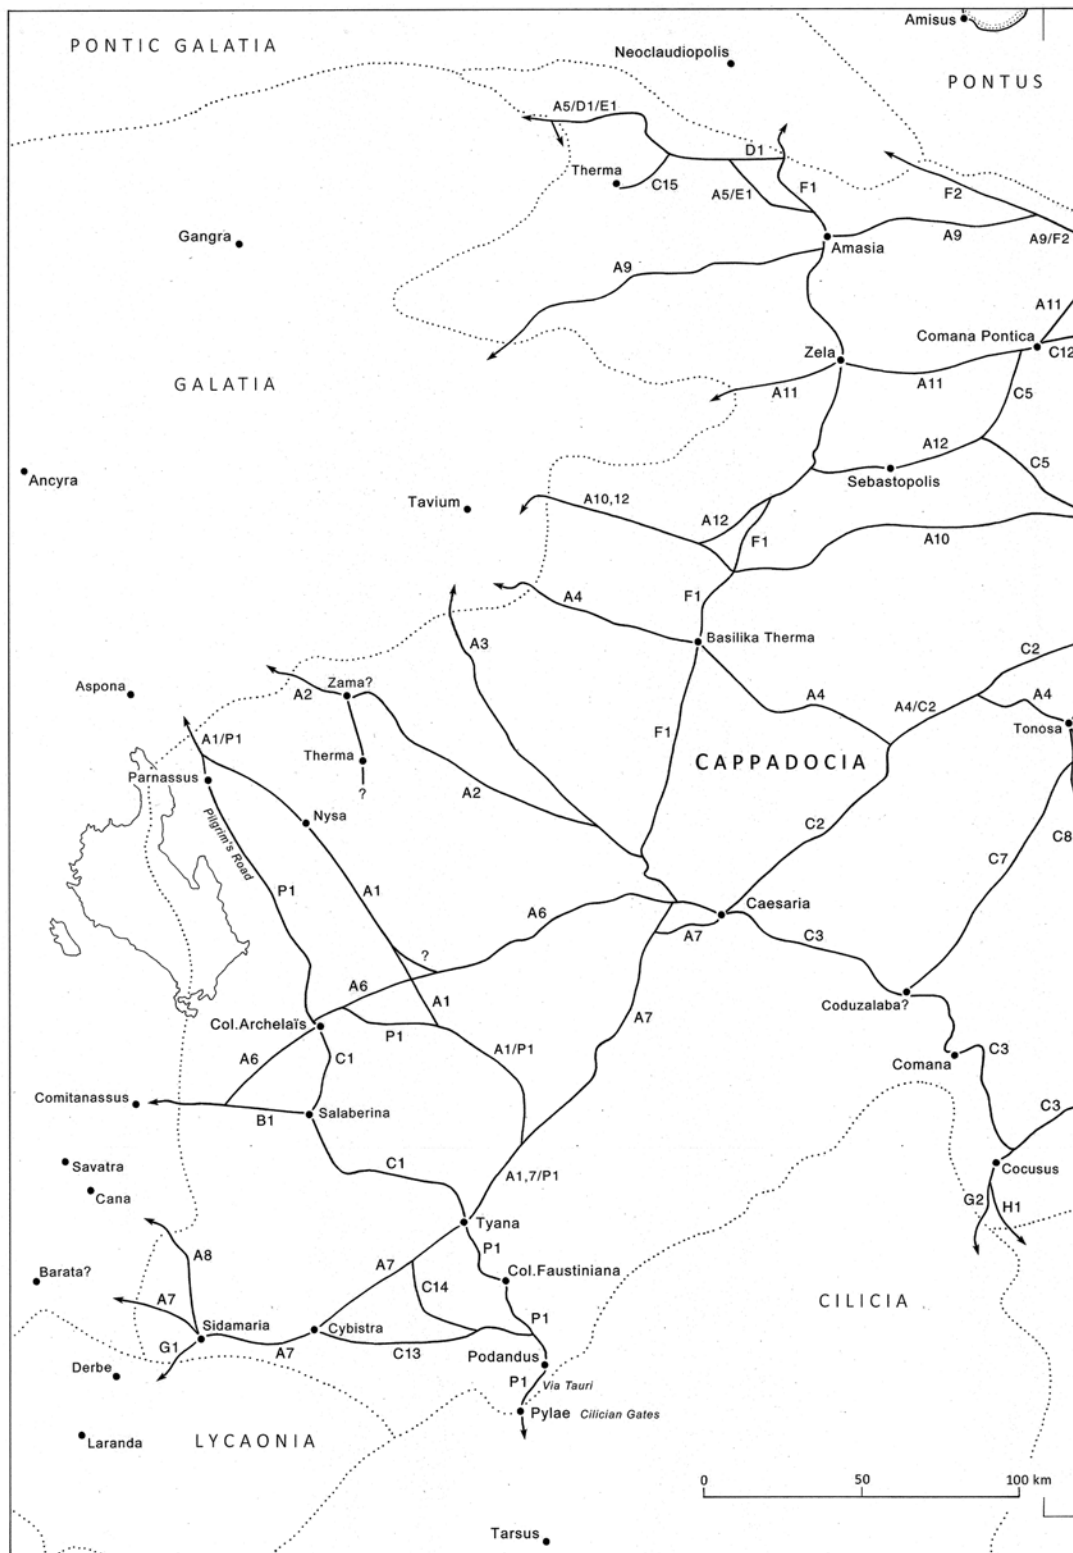 Amisus
PONTIC GALATIA
Neoclaudiopolis
PONTUS
A5/D1/E1
D1
Therma
C15
A5/E1
F1
F2
Gangra
Amasia
A9
A9/F2
A9
A11
Comana Pontica
C12
Zela
GALATIA
A11
A11
C5
A12
C5
Ancyra
Sebastopolis
Tavium
A10,12
A12
F1
A10
A4
F1
A3
Basilika Therma
C2
Aspona
A2
Zama?
A4
A4/C2
A4
Tonosa
F1
A1/P1
Therma
CAPPADOCIA
Parnassus
?
A2
Nysa
Pilgrim's Road
C2
C8
C7
P1
A1
A6
Caesaria
A7
C3
?
A6
A1
Coduzalaba?
Col.Archelaïs
P1
A7
A1/P1
A6
C1
Comana
C3
Comitanassus
B1
Salaberina
C3
Savatra
C1
A1,7/P1
Cocusus
Cana
G2
H1
Tyana
A8
P1
A7
Barata?
C14
Col.Faustiniana
A7
CILICIA
Sidamaria
Cybistra
P1
G1
A7
C13
Podandus
Derbe
P1
Via Tauri
Pylae
Cilician Gates
Laranda
LYCAONIA
0
50
100 km
Tarsus